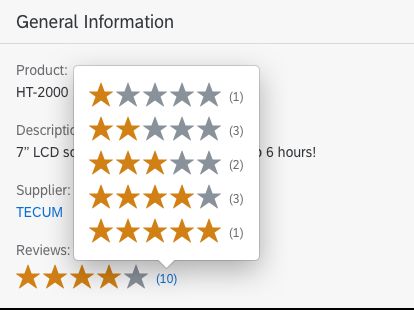 General Information
Product:
HT-2000
(1)
Descriptio
(3)
7” LCD sc
o 6 hours!
(2)
Supplier:
(3)
TECUM
(1)
Reviews:
(10)